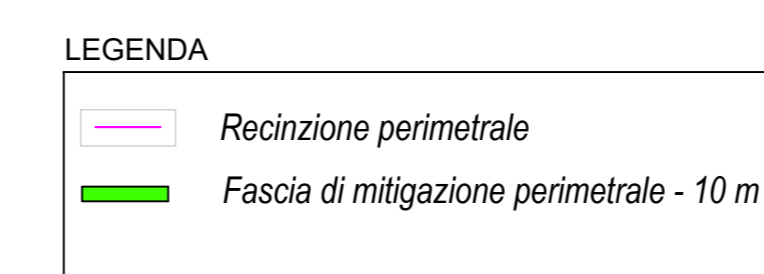 LEGENDA
Recinzione perimetrale
Fascia di mitigazione perimetrale - 10 m